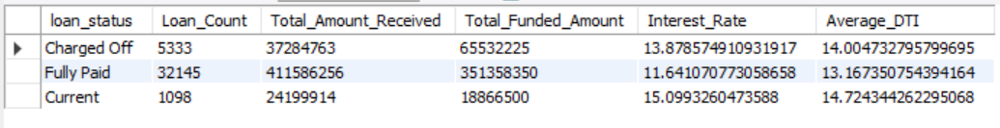 loan_status Loan_Count Total_Amount_Received Total_Funded_Amount Interest_Rate Average_DTI
Charged Off 5333 37284763 65532225 13.878574910931917 14.004732795799695
Fully Paid 32145 411586256 351358350 11.641070773058658 13.167350754394164
Current 1098 24199914 18866500 15.0993260473588 14.724344262295068